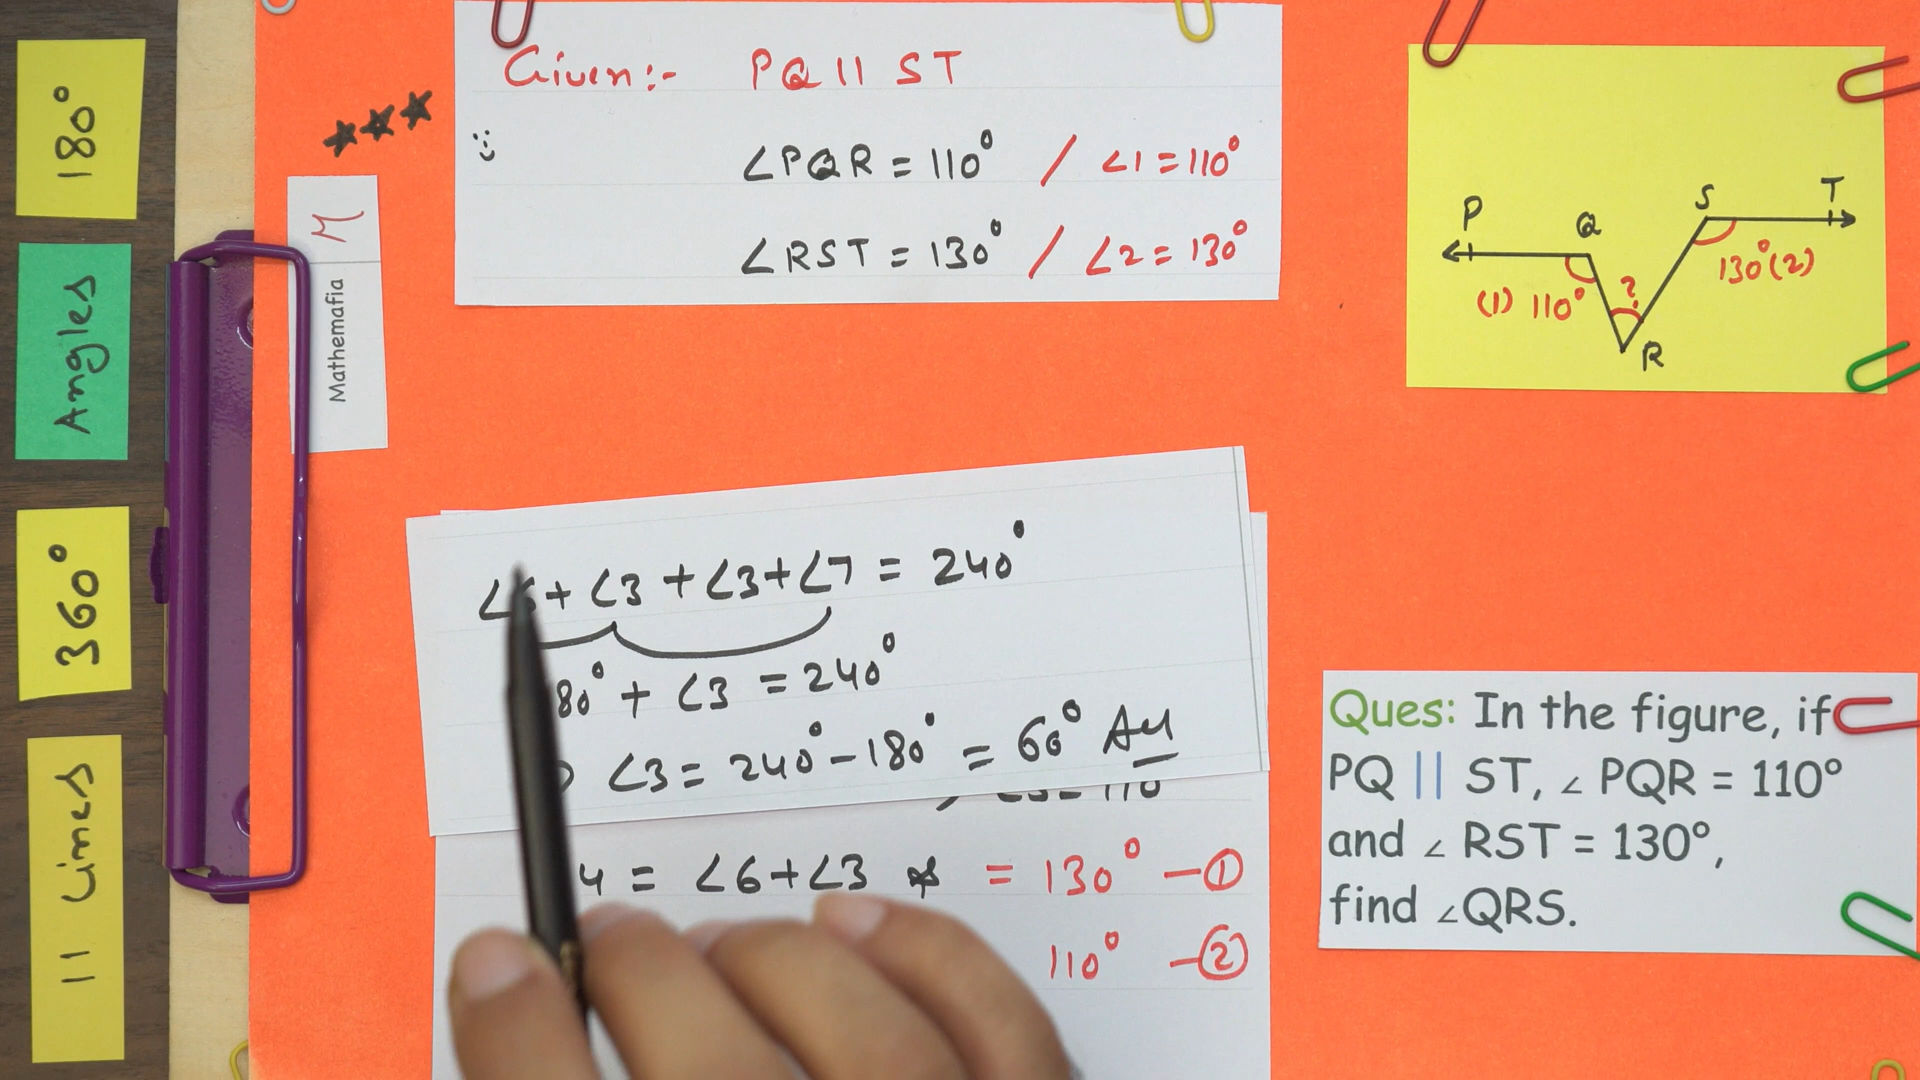 180°
Angles
360°
11 Lines
M
Mathemafia
Given:- PQ || ST
∠PQR = 110° / ∠1 = 110°
∠RST = 130° / ∠2 = 130°
P Q S T
(1) 110° ? 130°(2)
R
∠6+ ∠3 + ∠3 + ∠7 = 240°
80° + ∠3 = 240°
∠3 = 240° - 180° = 60°
4 = ∠6+∠3 = 130° -①
110° -②
Ques: In the figure, if
PQ || ST, ∠ PQR = 110°
and ∠ RST = 130°,
find ∠QRS.